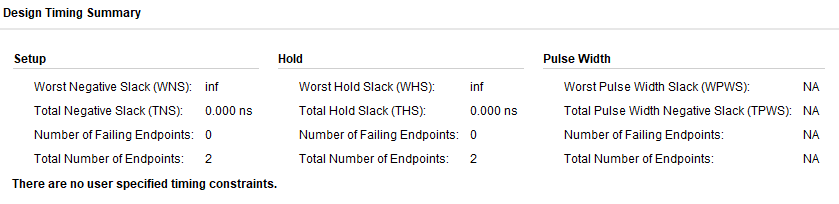 Design Timing Summary
Setup Hold Pulse Width
Worst Negative Slack (WNS): inf Worst Hold Slack (WHS): inf Worst Pulse Width Slack (WPWS): NA
Total Negative Slack (TNS): 0.000 ns Total Hold Slack (THS): 0.000 ns Total Pulse Width Negative Slack (TPWS): NA
Number of Failing Endpoints: 0 Number of Failing Endpoints: 0 Number of Failing Endpoints: NA
Total Number of Endpoints: 2 Total Number of Endpoints: 2 Total Number of Endpoints: NA
There are no user specified timing constraints.